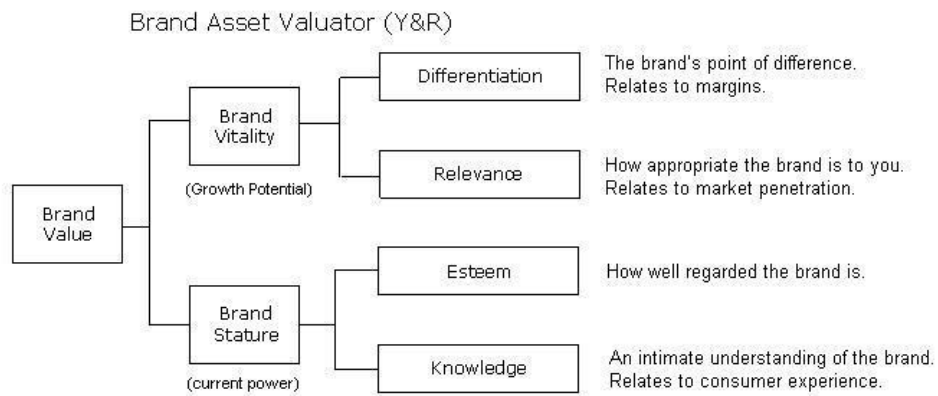 Brand Asset Valuator (Y&R)
Differentiation
The brand's point of difference.
Relates to margins.
Brand
Vitality
(Growth Potential)
Relevance
How appropriate the brand is to you.
Relates to market penetration.
Brand
Value
Esteem
How well regarded the brand is.
Brand
Stature
(current power)
Knowledge
An intimate understanding of the brand.
Relates to consumer experience.